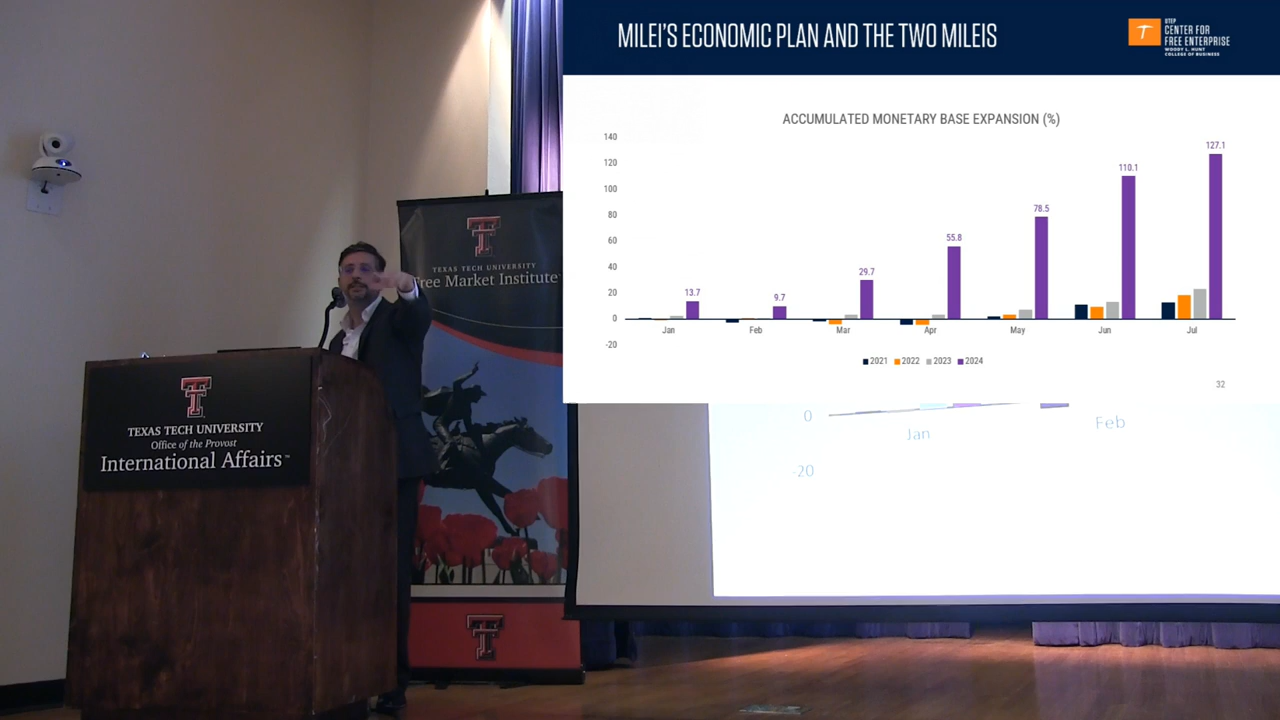 MILEI'S ECONOMIC PLAN AND THE TWO MILEIS
UTEP
CENTER FOR
FREE ENTERPRISE
WOODY L. HUNT
COLLEGE OF BUSINESS
ACCUMULATED MONETARY BASE EXPANSION (%)
140
120
100
80
60
40
20
0
-20
13.7
9.7
29.7
55.8
78.5
110.1
127.1
Jan
Feb
Mar
Apr
May
Jun
Jul
2021
2022
2023
2024
32
0
Jan
Feb
-20
TEXAS TECH UNIVERSITY
Free Market Institute
TEXAS TECH UNIVERSITY
Office of the Provost
International Affairs™